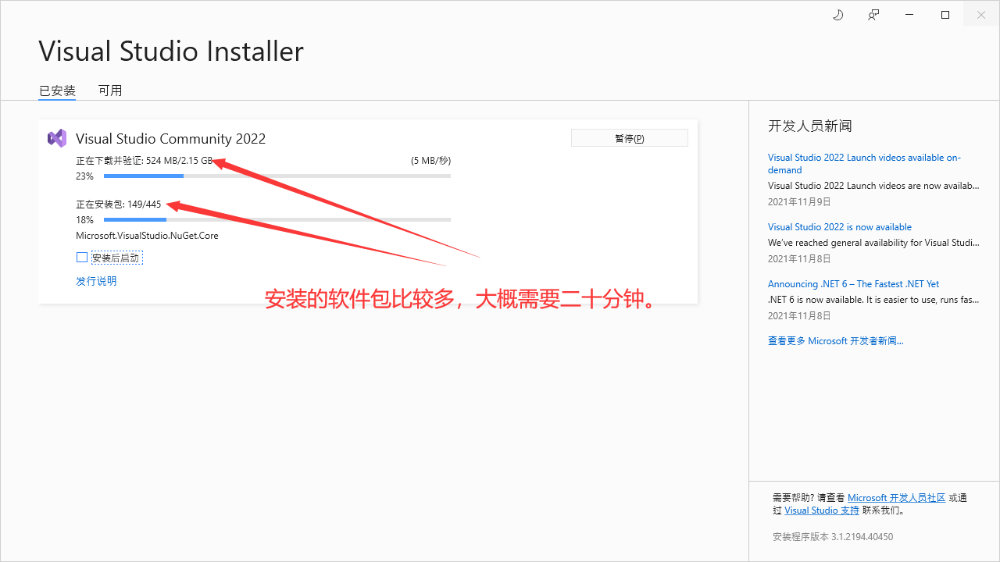 Visual Studio Installer
已安装
可用
Visual Studio Community 2022
暂停(P)
正在下载并验证: 524 MB/2.15 GB
(5 MB/秒)
23%
正在安装包: 149/445
18%
Microsoft.VisualStudio.NuGet.Core
安装后启动
发行说明
安装的软件包比较多，大概需要二十分钟。
开发人员新闻
Visual Studio 2022 Launch videos available on-
demand
Visual Studio 2022 Launch videos are now availab...
2021年11月9日
Visual Studio 2022 is now available
We've reached general availability for Visual Studi...
2021年11月8日
Announcing .NET 6 – The Fastest .NET Yet
.NET 6 is now available. It is easier to use, runs fas...
2021年11月8日
查看更多 Microsoft 开发者新闻...
需要帮助? 请查看 Microsoft 开发人员社区 或通
过 Visual Studio 支持 联系我们。
安装程序版本 3.1.2194.40450